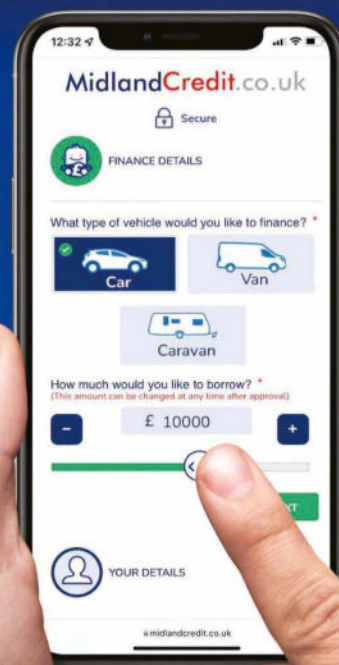 12:32
MidlandCredit.co.uk
Secure
FINANCE DETAILS
What type of vehicle would you like to finance? *
Car
Van
Caravan
How much would you like to borrow? *
(This amount can be changed at any time after approval)
-
£ 10000
+
YOUR DETAILS
midlandcredit.co.uk